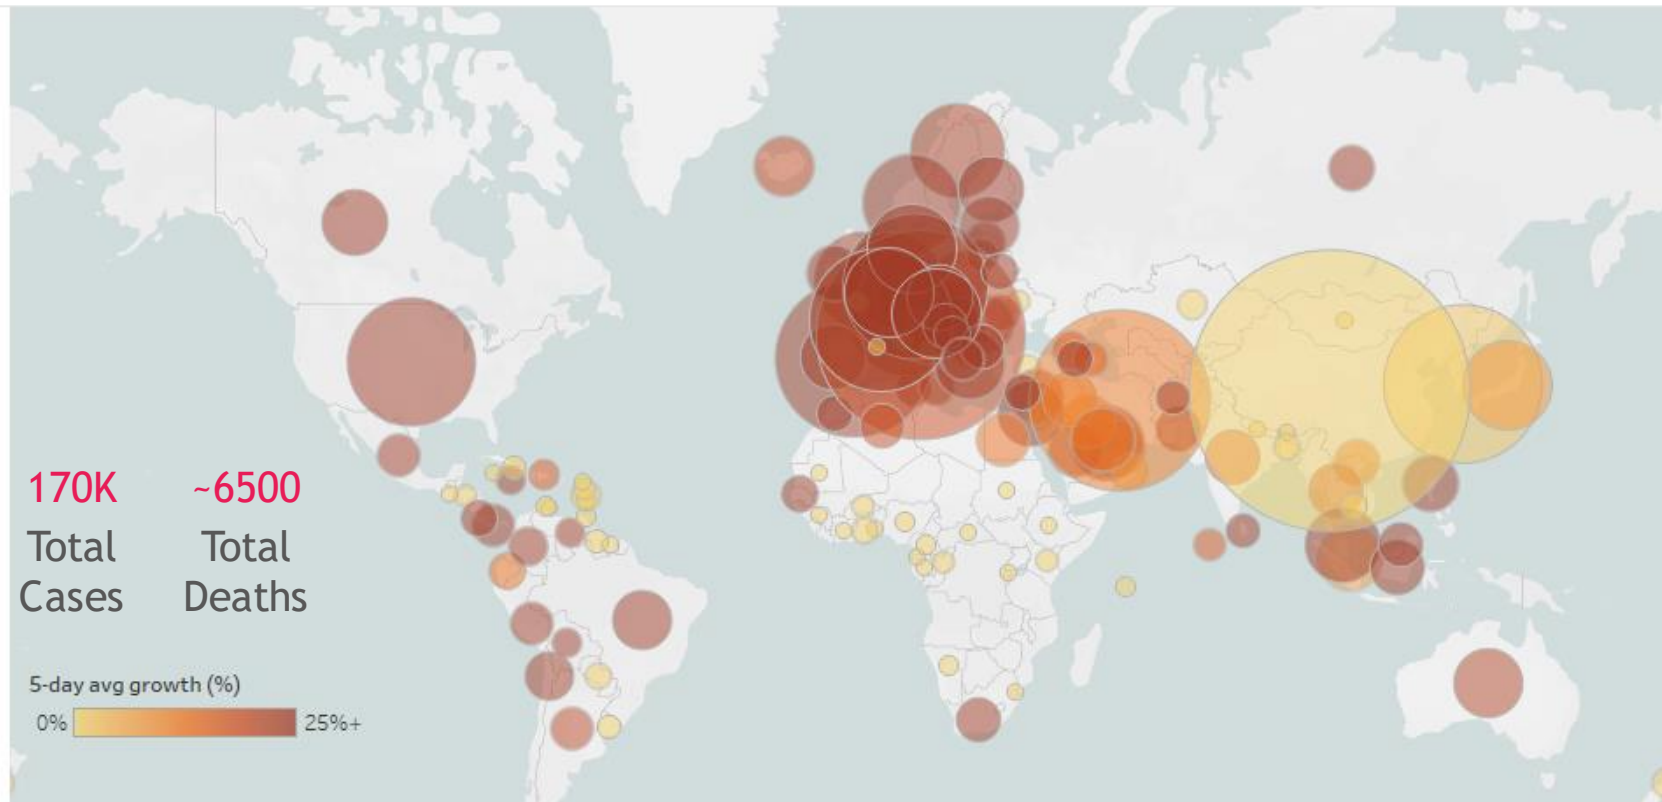 170K
Total
Cases
~6500
Total
Deaths
5-day avg growth (%)
0%
25%+